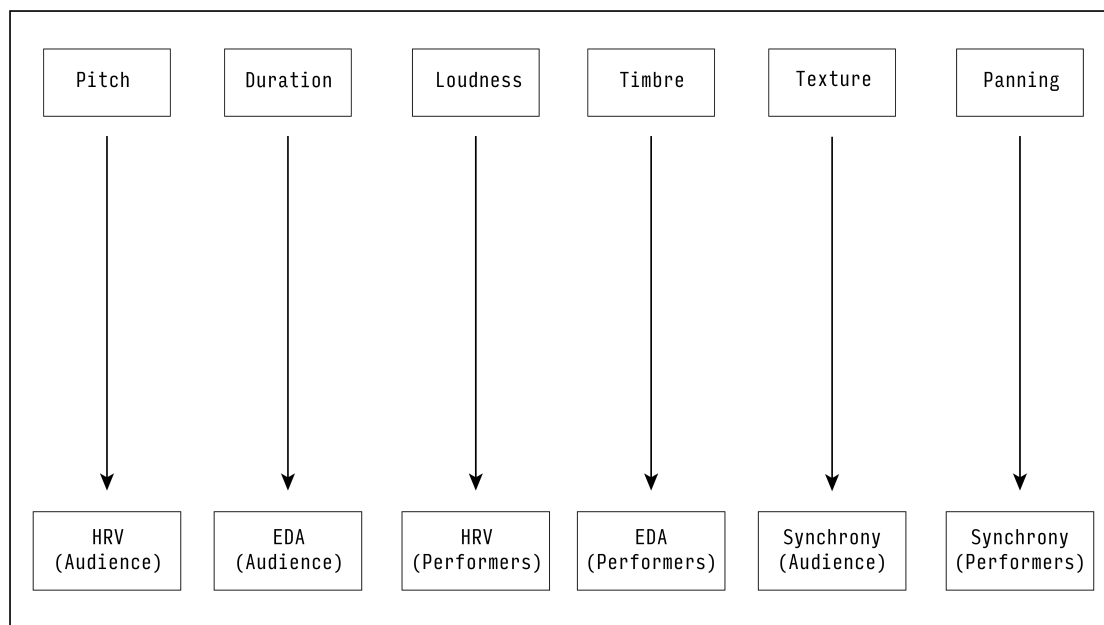 Pitch
Duration
Loudness
Timbre
Texture
Panning
HRV
(Audience)
EDA
(Audience)
HRV
(Performers)
EDA
(Performers)
Synchrony
(Audience)
Synchrony
(Performers)